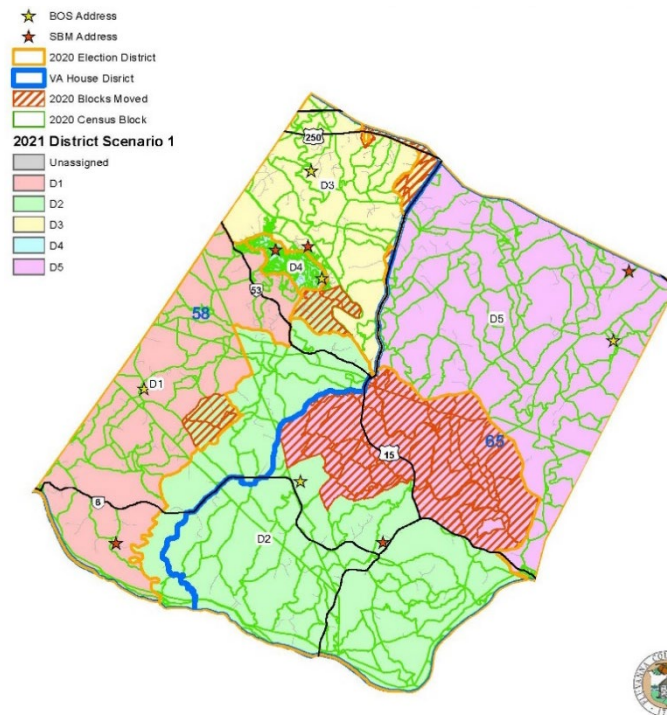 BOS Address
SBM Address
2020 Election District
VA House Disrict
2020 Blocks Moved
2020 Census Block
2021 District Scenario 1
Unassigned
D1
D2
D3
D4
D5
250
D3
D4
53
58
D5
D1
65
15
6
D2